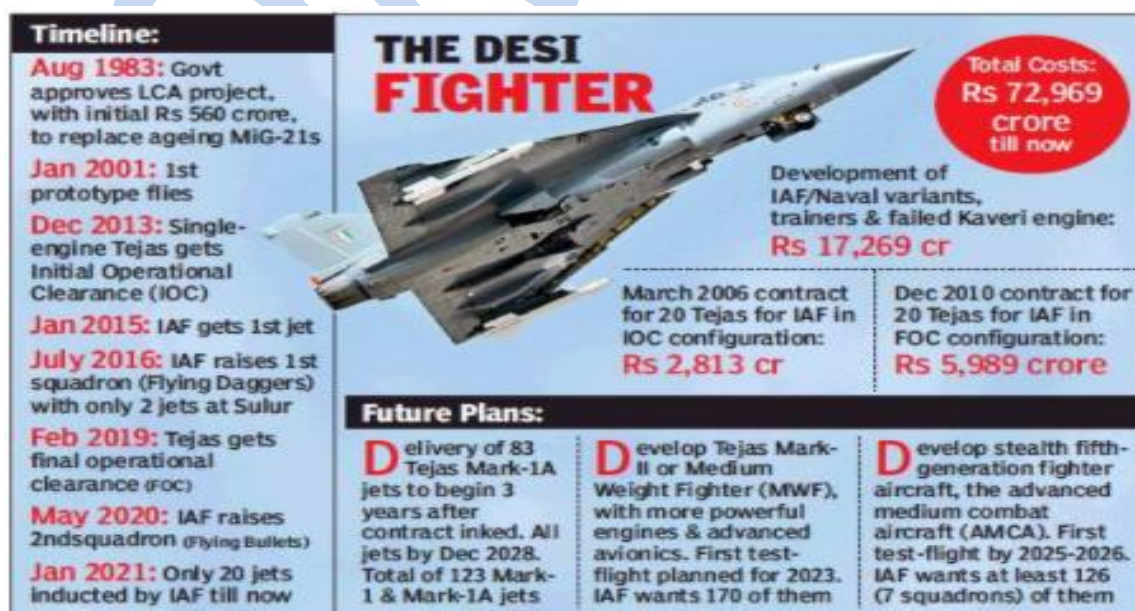 Timeline:
Aug 1983: Govt
approves LCA project,
with initial Rs 560 crore,
to replace ageing MiG-21s
Jan 2001: 1st
prototype flies
Dec 2013: Single-
engine Tejas gets
Initial Operational
Clearance (IOC)
Jan 2015: IAF gets 1st jet
July 2016: IAF raises 1st
squadron (Flying Daggers)
with only 2 jets at Sulur
Feb 2019: Tejas gets
final operational
clearance (FOC)
May 2020: IAF raises
2ndsquadron (Flying Bullets)
Jan 2021: Only 20 jets
inducted by IAF till now
THE DESI
FIGHTER
Total Costs:
Rs 72,969
crore
till now
Development of
IAF/Naval variants,
trainers & failed Kaveri engine:
Rs 17,269 cr
March 2006 contract
for 20 Tejas for IAF in
IOC configuration:
Rs 2,813 cr
Dec 2010 contract for
20 Tejas for IAF in
FOC configuration:
Rs 5,989 crore
Future Plans:
Delivery of 83
Tejas Mark-1A
jets to begin 3
years after
contract inked. All
jets by Dec 2028.
Total of 123 Mark-
1 & Mark-1A jets
Develop Tejas Mark-
II or Medium
Weight Fighter (MWF),
with more powerful
engines & advanced
avionics. First test-
flight planned for 2023.
IAF wants 170 of them
Develop stealth fifth-
generation fighter
aircraft, the advanced
medium combat
aircraft (AMCA). First
test-flight by 2025-2026.
IAF wants at least 126
(7 squadrons) of them